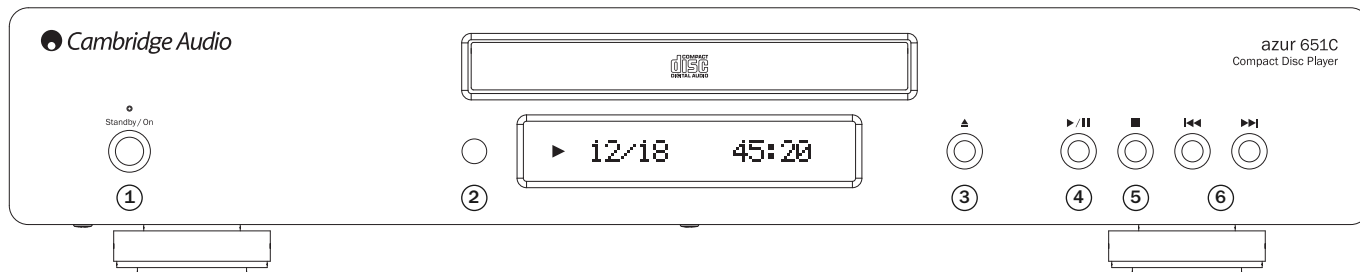 Cambridge Audio
azur 651C
Compact Disc Player
COMPACT
disc
DIGITAL AUDIO
Standby / On
12/18 45:20
1
2
3
4
5
6